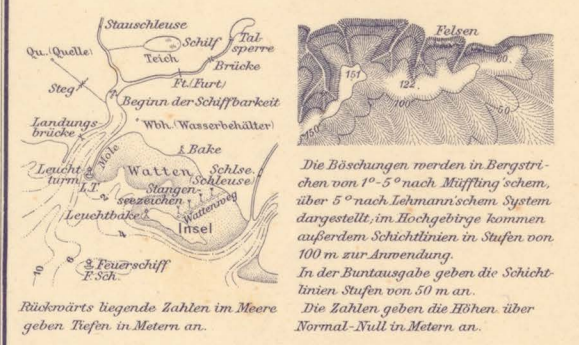 Stauschleuse
Qu. (Quelle)
Schilf
Teich
Tal-
sperre
Brücke
Steg
Ft. (Furt)
Beginn der Schiffbarkeit
Landungs-
brücke
Wbh. (Wasserbehälter)
Mole
Bake
Leucht-
turm
L.T.
Watten
Schlse.
Schleuse
Stangen-
seezeichen
Wattenweg
Leuchtbake
Insel
2
4
6
10
Feuerschiff
F.Sch.
Rückwärts liegende Zahlen im Meere
geben Tiefen in Metern an.
Felsen
151
122
100
80
50
150
Die Böschungen werden in Bergstri-
chen von 1º-5º nach Müffling'schem,
über 5º nach Lehmann'schem System
dargestellt; im Hochgebirge kommen
außerdem Schichtlinien in Stufen von
100 m zur Anwendung.
In der Buntausgabe geben die Schicht-
linien Stufen von 50 m an.
Die Zahlen geben die Höhen über
Normal-Null in Metern an.